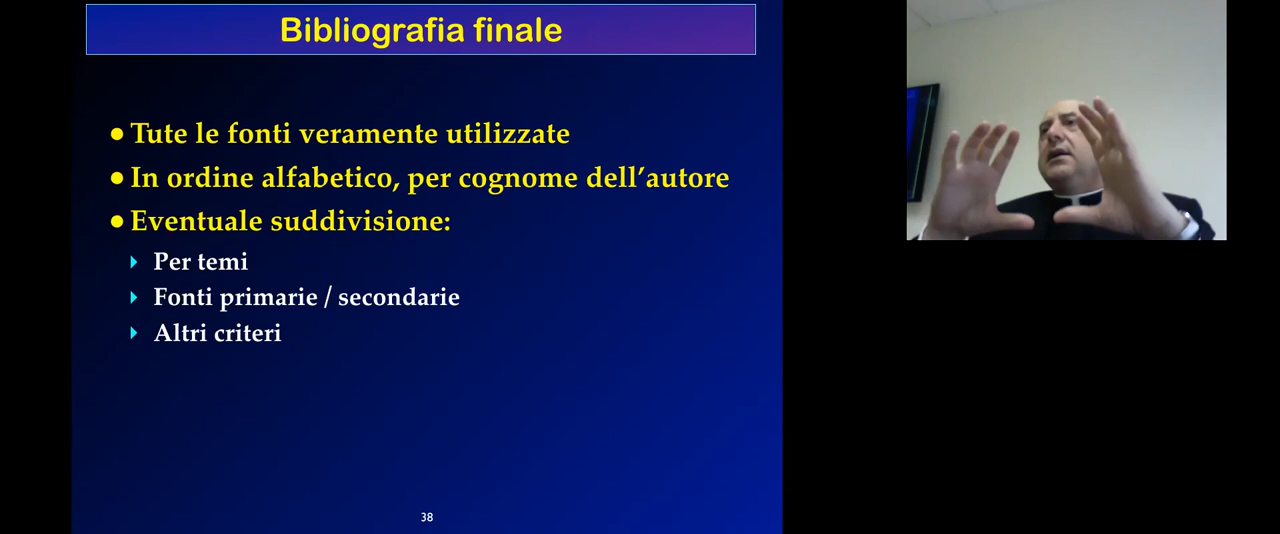 Bibliografia finale
• Tute le fonti veramente utilizzate
• In ordine alfabetico, per cognome dell'autore
• Eventuale suddivisione:
Per temi
Fonti primarie / secondarie
Altri criteri
38